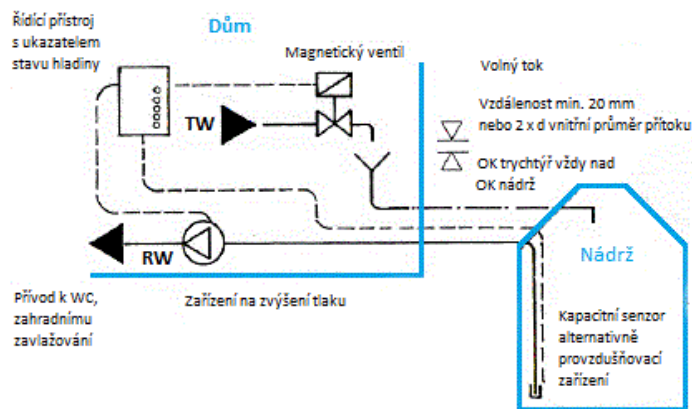 Řídící přístroj
s ukazatelem
stavu hladiny
Dům
Magnetický ventil
TW
Volný tok
Vzdálenost min. 20 mm
nebo 2 x d vnitřní průměr přítoku
OK trychtýř vždy nad
OK nádrž
RW
Přívod k WC,
zahradnímu
zavlažování
Zařízení na zvýšení tlaku
Nádrž
Kapacitní senzor
alternativně
provzdušňovací
zařízení